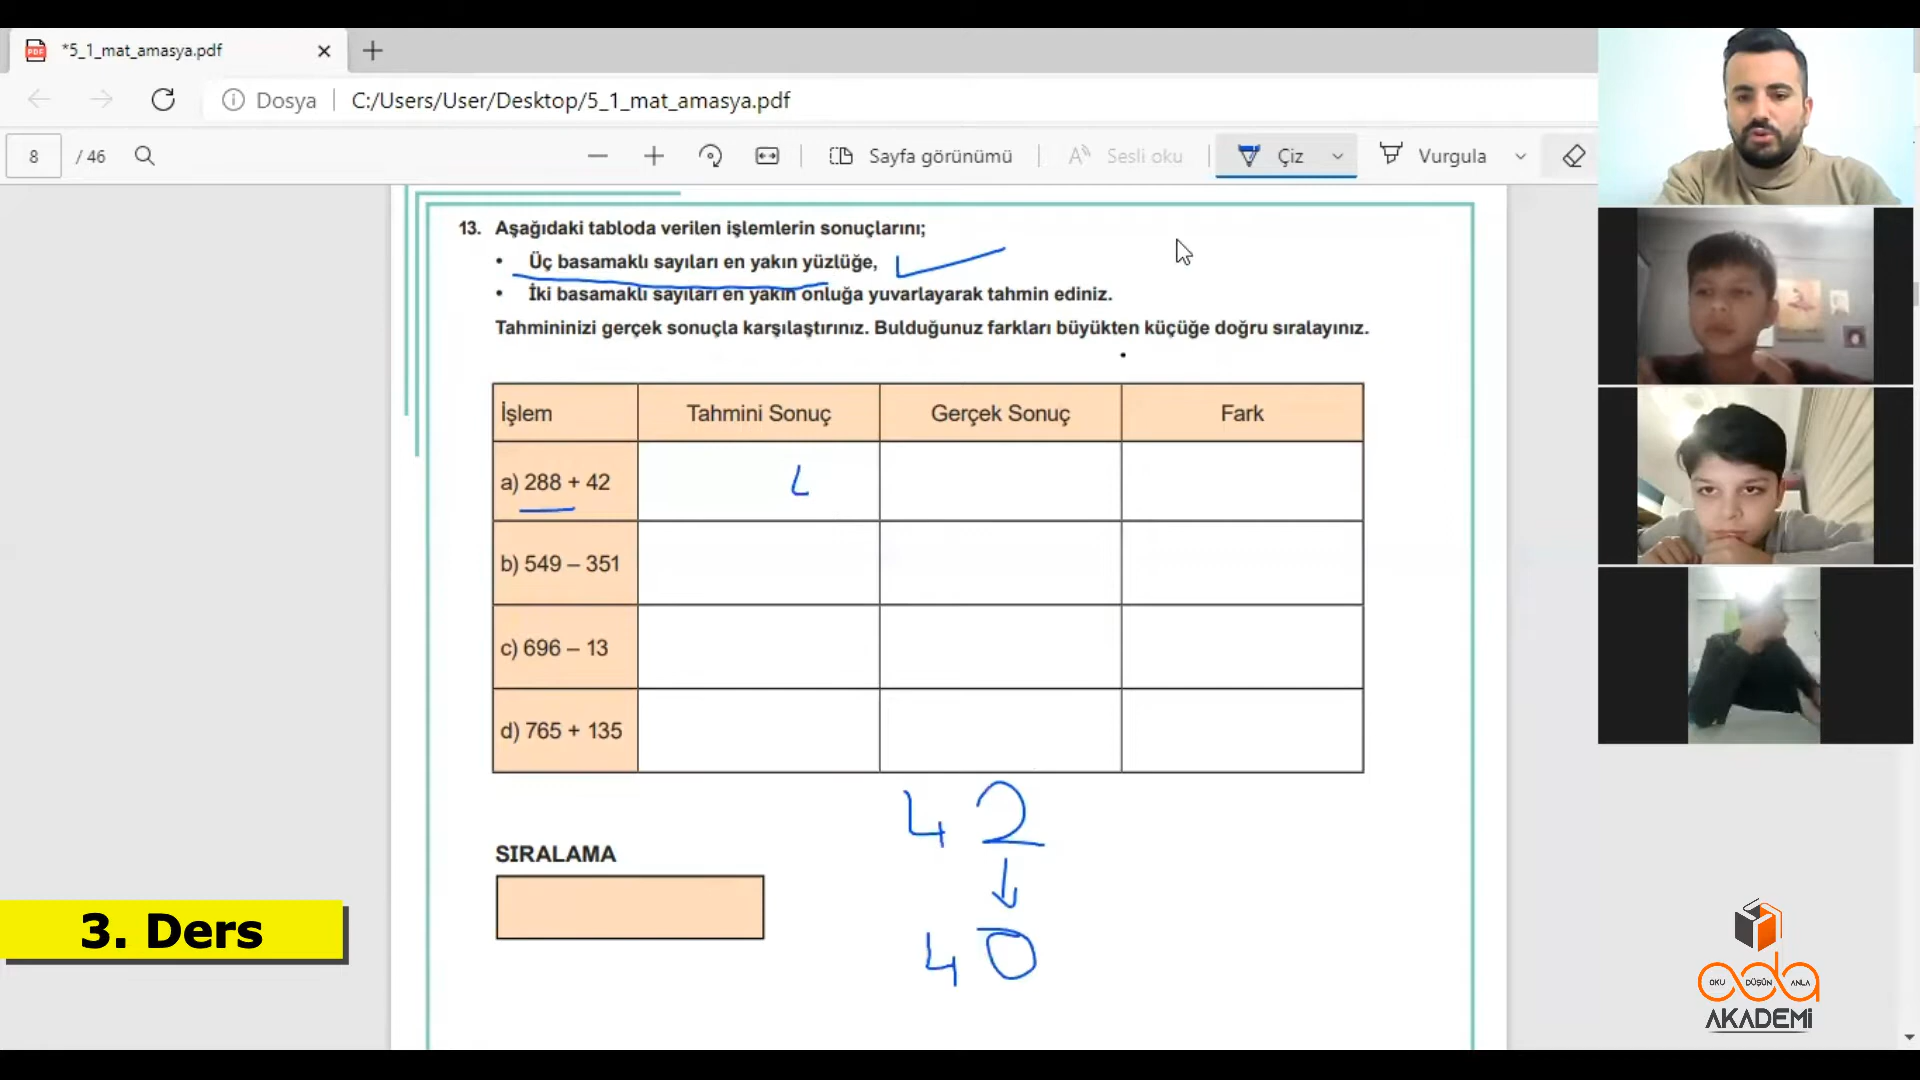 *5_1_mat_amasya.pdf
Dosya
C:/Users/User/Desktop/5_1_mat_amasya.pdf
8 / 46
Sayfa görünümü
Sesli oku
Çiz
Vurgula
13. Aşağıdaki tabloda verilen işlemlerin sonuçlarını;
• Üç basamaklı sayıları en yakın yüzlüğe,
• İki basamaklı sayıları en yakın onluğa yuvarlayarak tahmin ediniz.
Tahmininizi gerçek sonuçla karşılaştırınız. Bulduğunuz farkları büyükten küçüğe doğru sıralayınız.
İşlem Tahmini Sonuç Gerçek Sonuç Fark
a) 288 + 42
b) 549 – 351
c) 696 – 13
d) 765 + 135
42
40
SIRALAMA
3. Ders
oda
OKU DÜŞÜN ANLA
AKADEMİ